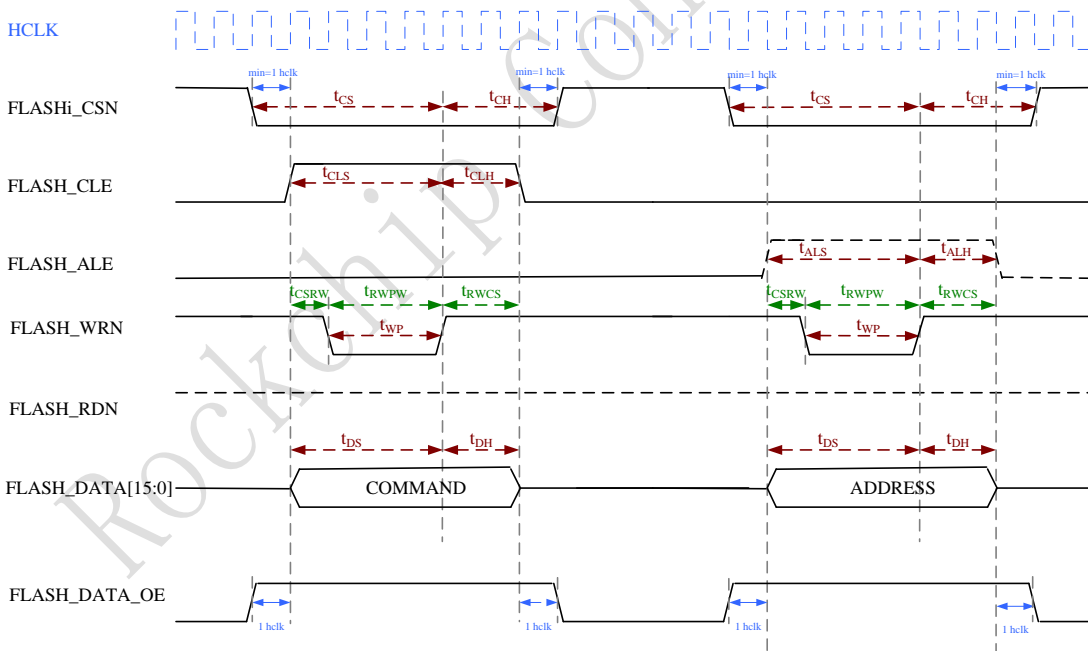 HCLK
min=1 hclk min=1 hclk min=1 hclk min=1 hclk
FLASHi_CSN tCS tCH tCS tCH
FLASH_CLE tCLS tCLH
FLASH_ALE tALS tALH
tCSRW tRWPW tRWCS tCSRW tRWPW tRWCS
FLASH_WRN tWP tWP
FLASH_RDN
tDS tDH tDS tDH
FLASH_DATA[15:0] COMMAND ADDRESS
FLASH_DATA_OE
1 hclk 1 hclk 1 hclk 1 hclk
Rockchip Con